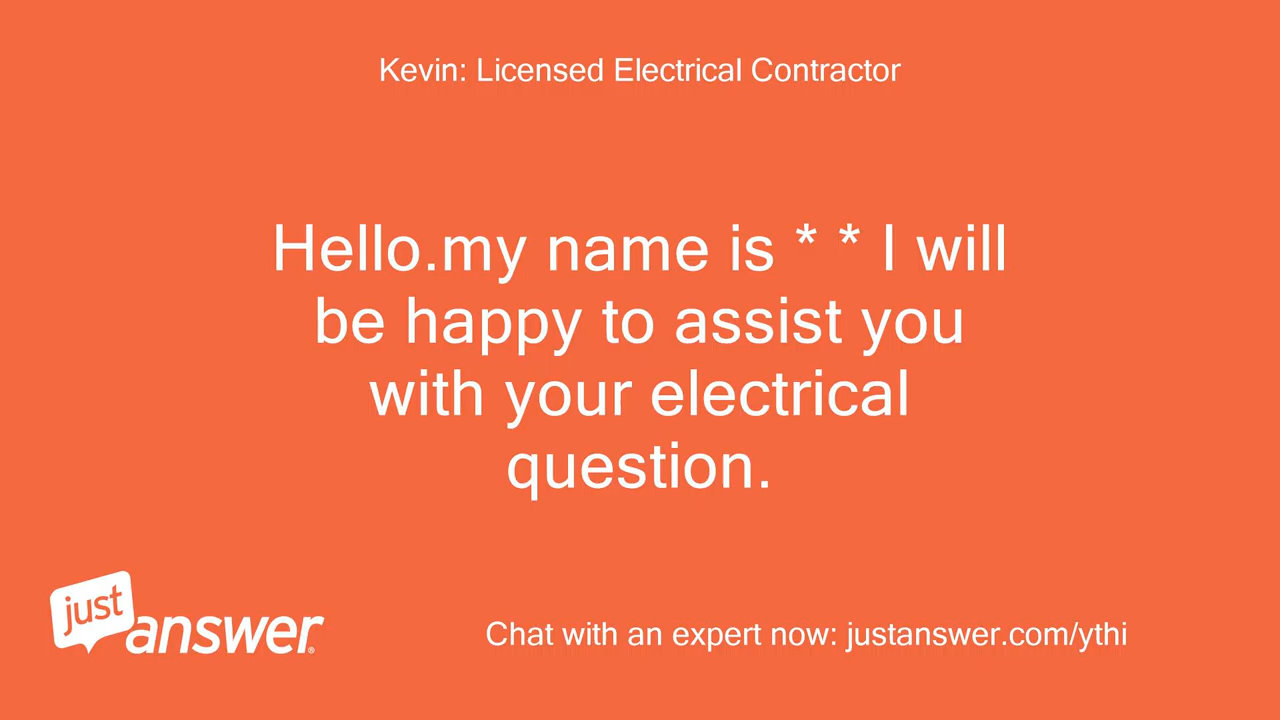 Kevin: Licensed Electrical Contractor
Hello.my name is * * I will
be happy to assist you
with your electrical
question.
just
answer®
Chat with an expert now: justanswer.com/ythi